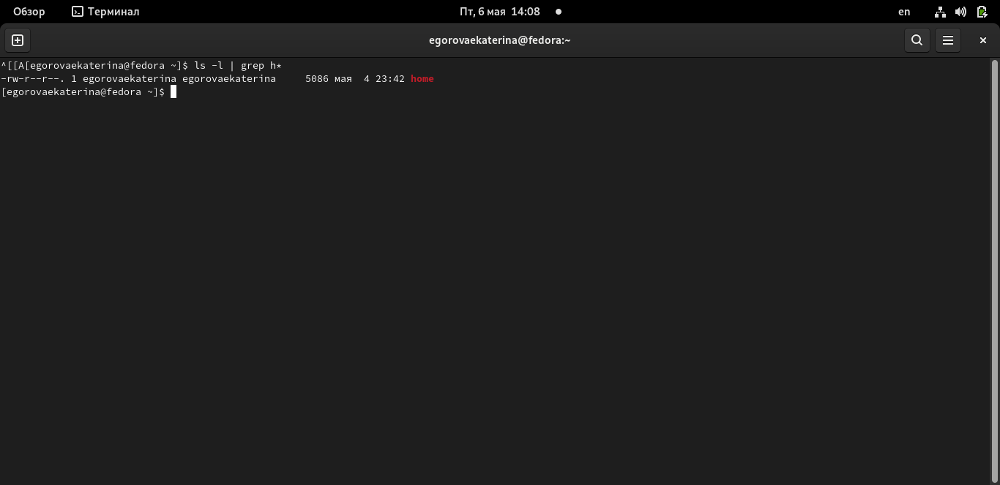 Обзор Терминал Пт, 6 мая 14:08 en
egorovaekaterina@fedora:~
^[[A[egorovaekaterina@fedora ~]$ ls -l | grep h*
-rw-r--r--. 1 egorovaekaterina egorovaekaterina     5086 мая  4 23:42 home
[egorovaekaterina@fedora ~]$